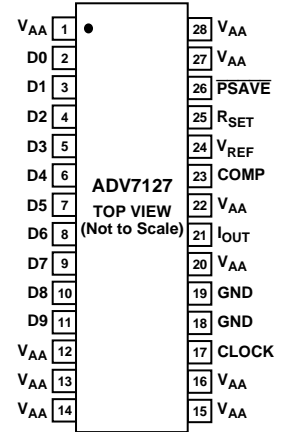 VAA 1 28 VAA
D0 2 27 VAA
D1 3 26 PSAVE
D2 4 25 RSET
D3 5 24 VREF
D4 6 23 COMP
ADV7127
D5 7 22 VAA
TOP VIEW
(Not to Scale)
D6 8 21 IOUT
D7 9 20 VAA
D8 10 19 GND
D9 11 18 GND
VAA 12 17 CLOCK
VAA 13 16 VAA
VAA 14 15 VAA